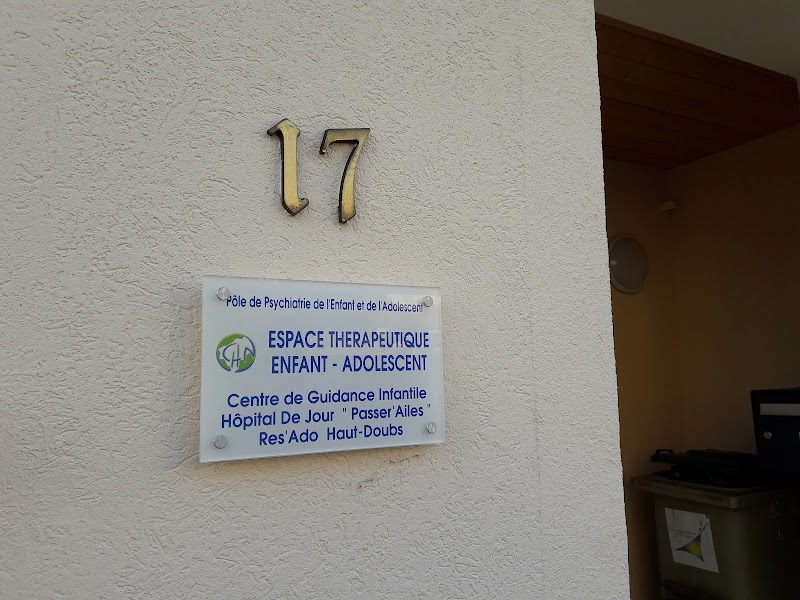 17
Pôle de Psychiatrie de l'Enfant et de l'Adolescent
ESPACE THERAPEUTIQUE
ENFANT - ADOLESCENT
Centre de Guidance Infantile
Hôpital De Jour " Passer'Ailes "
Res'Ado Haut-Doubs